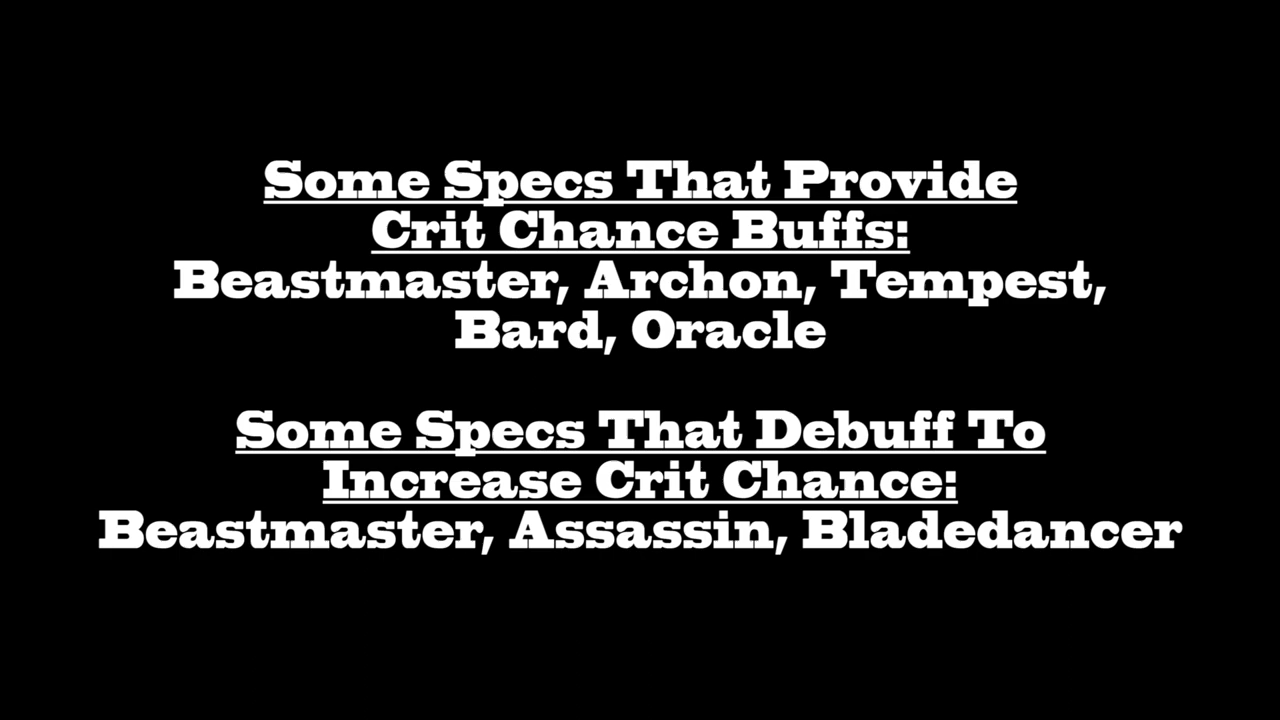 Some Specs That Provide
Crit Chance Buffs:
Beastmaster, Archon, Tempest,
Bard, Oracle
Some Specs That Debuff To
Increase Crit Chance:
Beastmaster, Assassin, Bladedancer